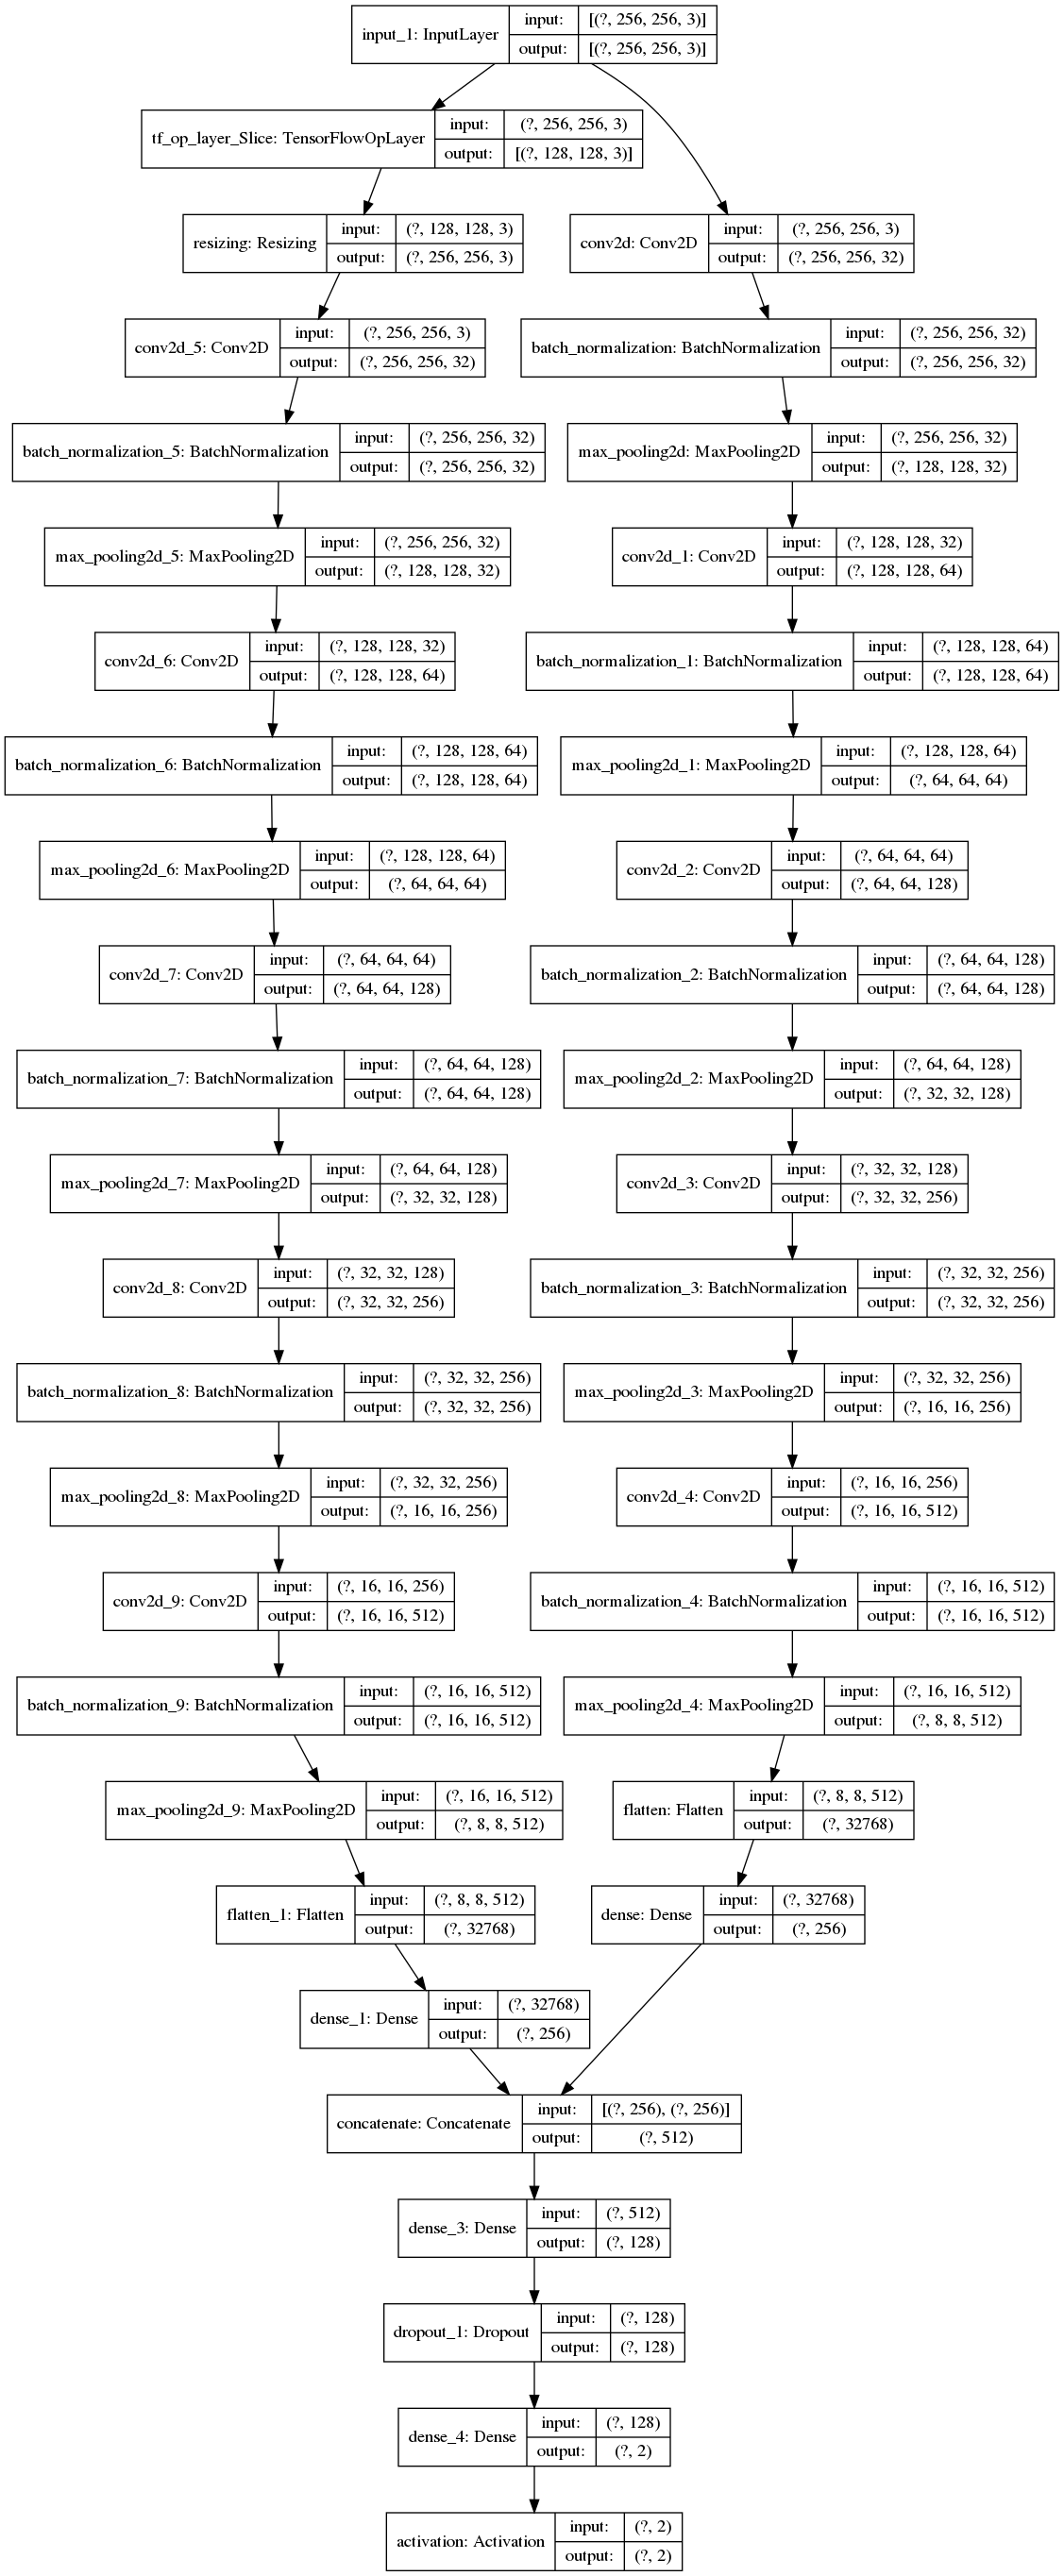 input_1: InputLayer
input:
[(?, 256, 256, 3)]
output:
[(?, 256, 256, 3)]
tf_op_layer_Slice: TensorFlowOpLayer
input:
(?, 256, 256, 3)
output:
[(?, 128, 128, 3)]
resizing: Resizing
input:
(?, 128, 128, 3)
output:
(?, 256, 256, 3)
conv2d: Conv2D
input:
(?, 256, 256, 3)
output:
(?, 256, 256, 32)
conv2d_5: Conv2D
input:
(?, 256, 256, 3)
output:
(?, 256, 256, 32)
batch_normalization: BatchNormalization
input:
(?, 256, 256, 32)
output:
(?, 256, 256, 32)
batch_normalization_5: BatchNormalization
input:
(?, 256, 256, 32)
output:
(?, 256, 256, 32)
max_pooling2d: MaxPooling2D
input:
(?, 256, 256, 32)
output:
(?, 128, 128, 32)
max_pooling2d_5: MaxPooling2D
input:
(?, 256, 256, 32)
output:
(?, 128, 128, 32)
conv2d_1: Conv2D
input:
(?, 128, 128, 32)
output:
(?, 128, 128, 64)
conv2d_6: Conv2D
input:
(?, 128, 128, 32)
output:
(?, 128, 128, 64)
batch_normalization_1: BatchNormalization
input:
(?, 128, 128, 64)
output:
(?, 128, 128, 64)
batch_normalization_6: BatchNormalization
input:
(?, 128, 128, 64)
output:
(?, 128, 128, 64)
max_pooling2d_1: MaxPooling2D
input:
(?, 128, 128, 64)
output:
(?, 64, 64, 64)
max_pooling2d_6: MaxPooling2D
input:
(?, 128, 128, 64)
output:
(?, 64, 64, 64)
conv2d_2: Conv2D
input:
(?, 64, 64, 64)
output:
(?, 64, 64, 128)
conv2d_7: Conv2D
input:
(?, 64, 64, 64)
output:
(?, 64, 64, 128)
batch_normalization_2: BatchNormalization
input:
(?, 64, 64, 128)
output:
(?, 64, 64, 128)
batch_normalization_7: BatchNormalization
input:
(?, 64, 64, 128)
output:
(?, 64, 64, 128)
max_pooling2d_2: MaxPooling2D
input:
(?, 64, 64, 128)
output:
(?, 32, 32, 128)
max_pooling2d_7: MaxPooling2D
input:
(?, 64, 64, 128)
output:
(?, 32, 32, 128)
conv2d_3: Conv2D
input:
(?, 32, 32, 128)
output:
(?, 32, 32, 256)
conv2d_8: Conv2D
input:
(?, 32, 32, 128)
output:
(?, 32, 32, 256)
batch_normalization_3: BatchNormalization
input:
(?, 32, 32, 256)
output:
(?, 32, 32, 256)
batch_normalization_8: BatchNormalization
input:
(?, 32, 32, 256)
output:
(?, 32, 32, 256)
max_pooling2d_3: MaxPooling2D
input:
(?, 32, 32, 256)
output:
(?, 16, 16, 256)
max_pooling2d_8: MaxPooling2D
input:
(?, 32, 32, 256)
output:
(?, 16, 16, 256)
conv2d_4: Conv2D
input:
(?, 16, 16, 256)
output:
(?, 16, 16, 512)
conv2d_9: Conv2D
input:
(?, 16, 16, 256)
output:
(?, 16, 16, 512)
batch_normalization_4: BatchNormalization
input:
(?, 16, 16, 512)
output:
(?, 16, 16, 512)
batch_normalization_9: BatchNormalization
input:
(?, 16, 16, 512)
output:
(?, 16, 16, 512)
max_pooling2d_4: MaxPooling2D
input:
(?, 16, 16, 512)
output:
(?, 8, 8, 512)
max_pooling2d_9: MaxPooling2D
input:
(?, 16, 16, 512)
output:
(?, 8, 8, 512)
flatten: Flatten
input:
(?, 8, 8, 512)
output:
(?, 32768)
flatten_1: Flatten
input:
(?, 8, 8, 512)
output:
(?, 32768)
dense: Dense
input:
(?, 32768)
output:
(?, 256)
dense_1: Dense
input:
(?, 32768)
output:
(?, 256)
concatenate: Concatenate
input:
[(?, 256), (?, 256)]
output:
(?, 512)
dense_3: Dense
input:
(?, 512)
output:
(?, 128)
dropout_1: Dropout
input:
(?, 128)
output:
(?, 128)
dense_4: Dense
input:
(?, 128)
output:
(?, 2)
activation: Activation
input:
(?, 2)
output:
(?, 2)